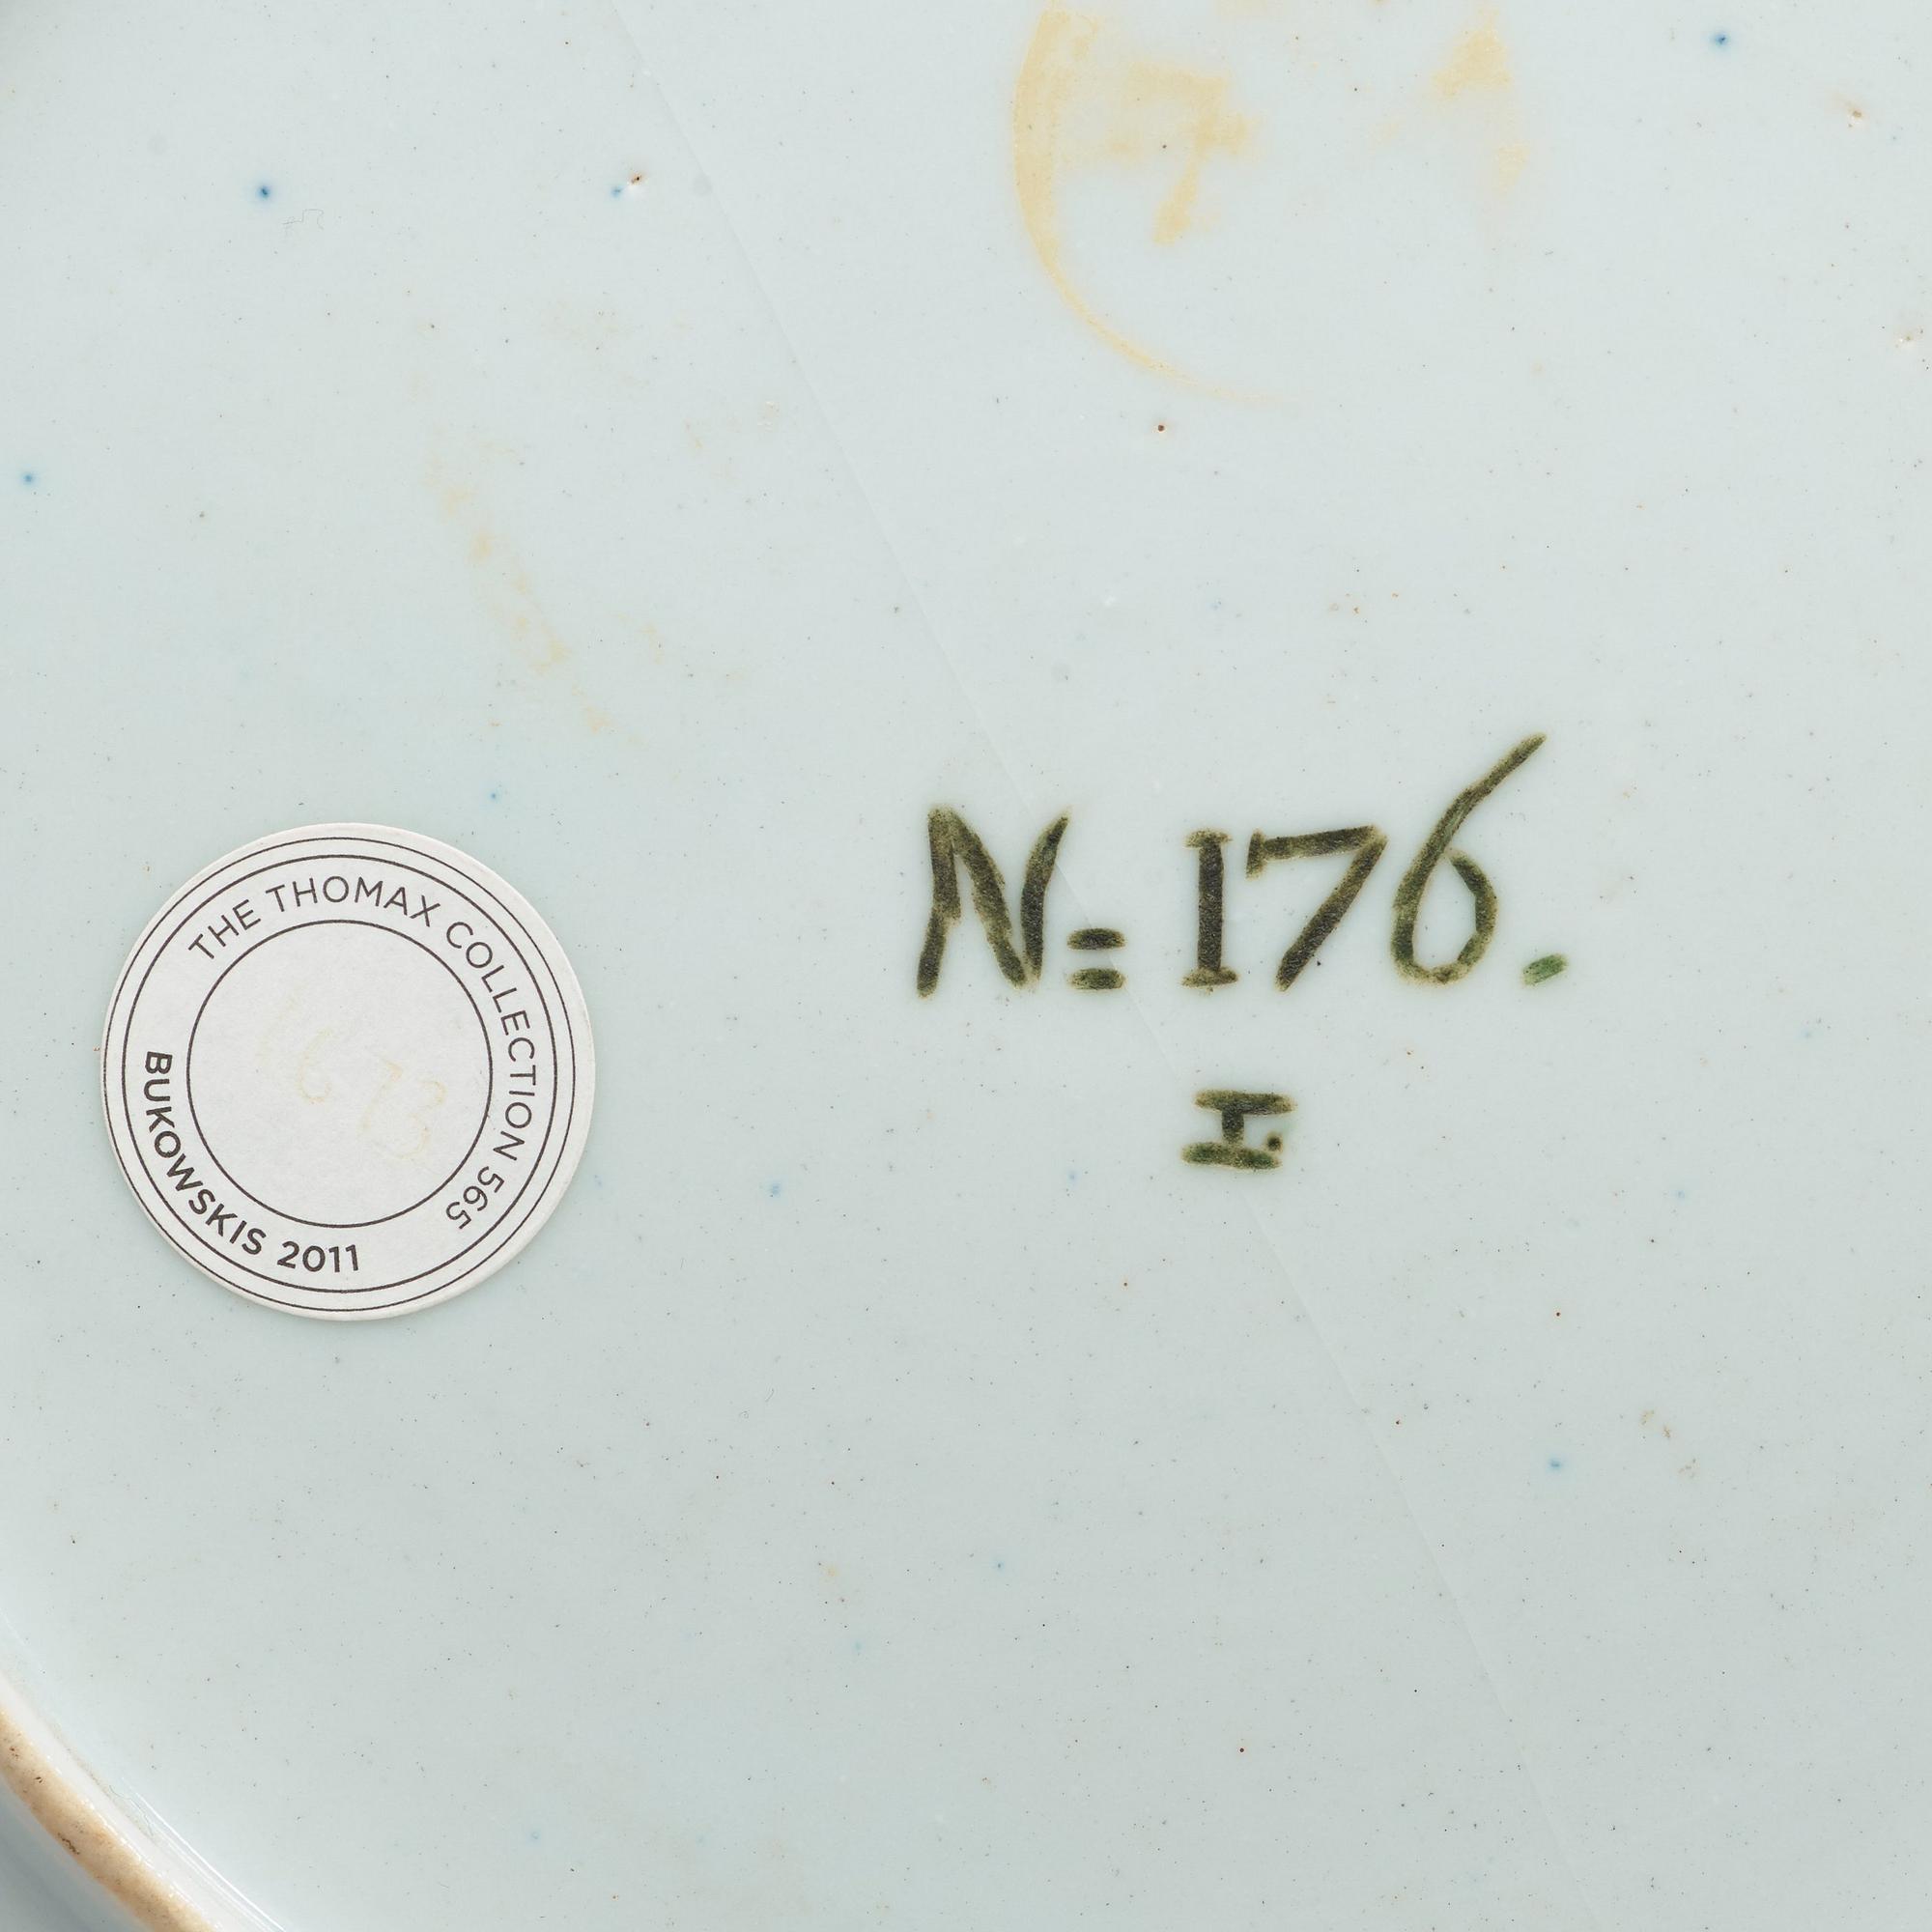 THE THOMAX COLLECTION 565
BUKOWSKIS 2011
N= 176.
I.